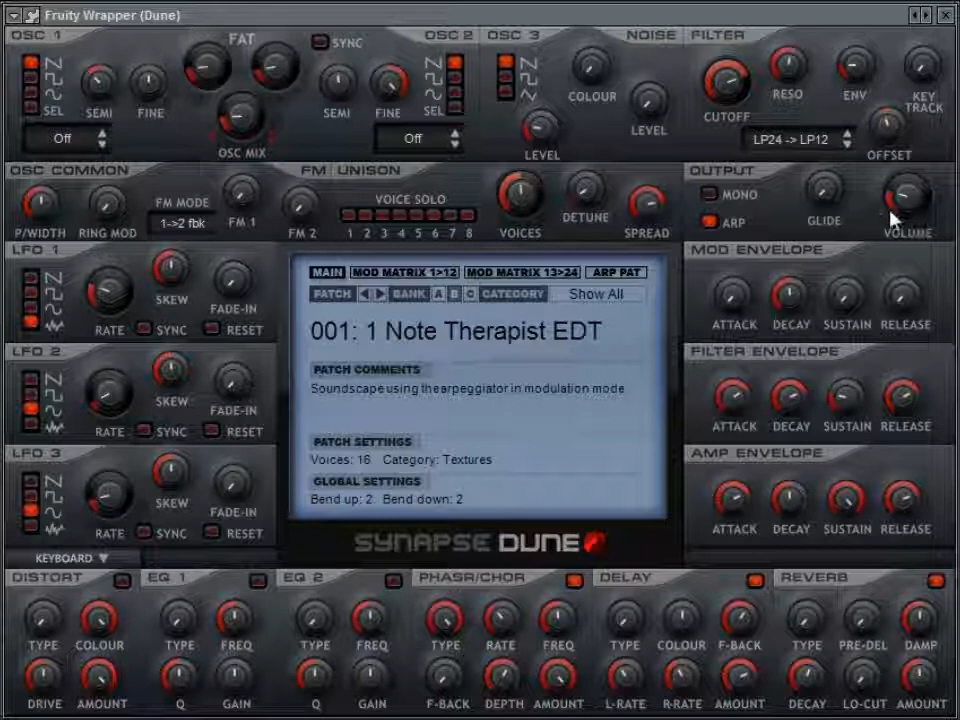 Fruity Wrapper (Dune)
OSC 1 FAT SYNC OSC 2 OSC 3 NOISE FILTER
SEL SEMI FINE SEMI FINE SEL COLOUR LEVEL CUTOFF RESO ENV KEY TRACK
Off OSC MIX Off LEVEL LP24 -> LP12 OFFSET
OSC COMMON FM UNISON OUTPUT
P/WIDTH RING MOD FM MODE 1->2 fbk FM 1 FM 2 VOICE SOLO VOICES DETUNE SPREAD MONO ARP GLIDE VOLUME
1 2 3 4 5 6 7 8
LFO 1 MOD ENVELOPE
RATE SKEW SYNC FADE-IN RESET
ATTACK DECAY SUSTAIN RELEASE
MAIN MOD MATRIX 1>12 MOD MATRIX 13>24 ARP PAT
PATCH BANK A B C CATEGORY Show All
001: 1 Note Therapist EDT
PATCH COMMENTS
Soundscape using the arpeggiator in modulation mode
PATCH SETTINGS
Voices: 16 Category: Textures
GLOBAL SETTINGS
Bend up: 2 Bend down: 2
LFO 2 FILTER ENVELOPE
RATE SKEW SYNC FADE-IN RESET
ATTACK DECAY SUSTAIN RELEASE
LFO 3 AMP ENVELOPE
RATE SKEW SYNC FADE-IN RESET
ATTACK DECAY SUSTAIN RELEASE
SYNAPSE DUNE
KEYBOARD
DISTORT EQ 1 EQ 2 PHASR/CHOR DELAY REVERB
TYPE COLOUR TYPE FREQ TYPE FREQ TYPE RATE FREQ TYPE COLOUR F-BACK TYPE PRE-DEL DAMP
DRIVE AMOUNT Q GAIN Q GAIN F-BACK DEPTH AMOUNT L-RATE R-RATE AMOUNT DECAY LO-CUT AMOUNT